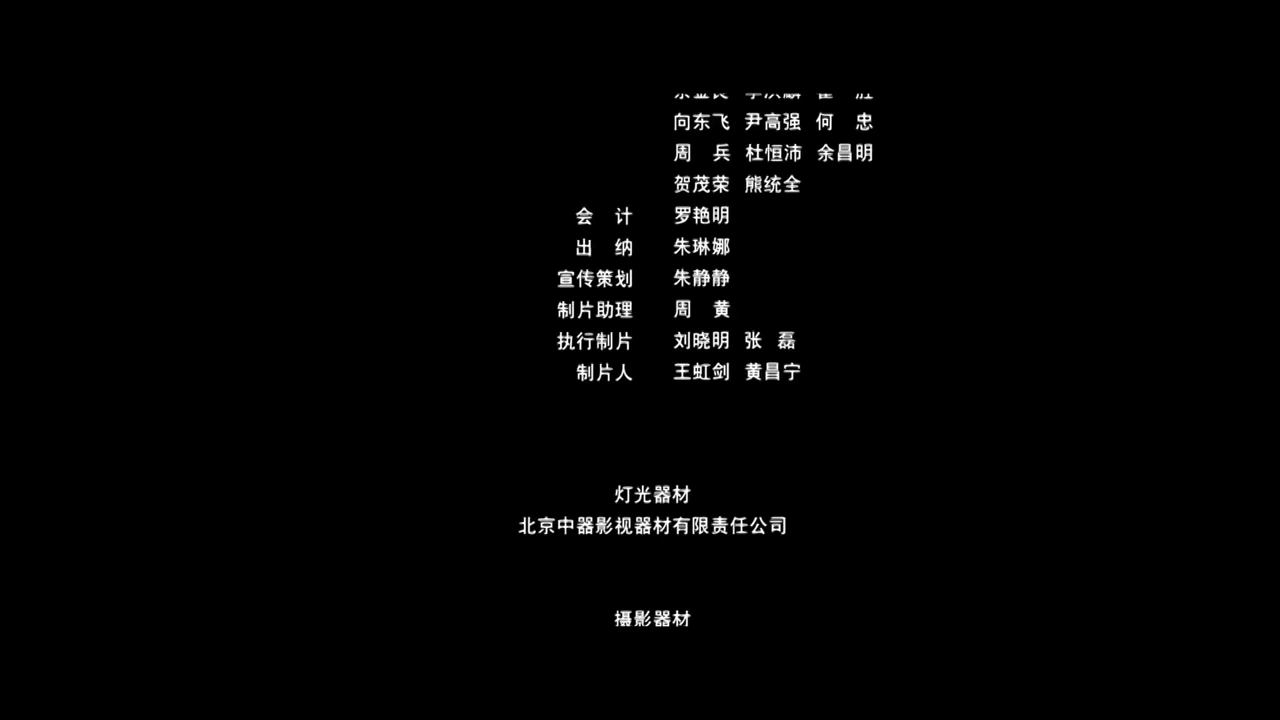 向东飞 尹高强 何 忠
周 兵 杜恒沛 余昌明
贺茂荣 熊统全
会 计 罗艳明
出 纳 朱琳娜
宣传策划 朱静静
制片助理 周 黄
执行制片 刘晓明 张 磊
制片人 王虹剑 黄昌宁
灯光器材
北京中器影视器材有限责任公司
摄影器材